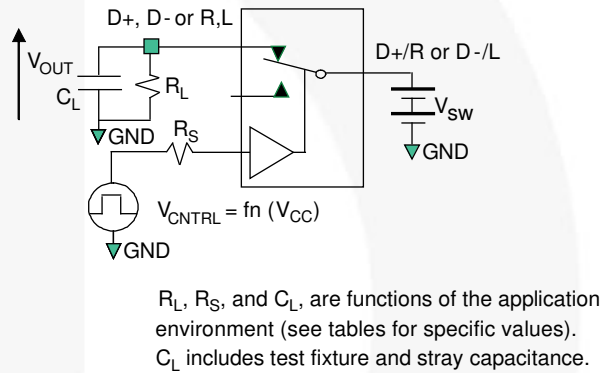 D+, D- or R,L
D+/R or D-/L
V_OUT
C_L
R_L
V_SW
GND
R_S
GND
V_CNTRL = fn (V_CC)
GND
R_L, R_S, and C_L, are functions of the application
environment (see tables for specific values).
C_L includes test fixture and stray capacitance.